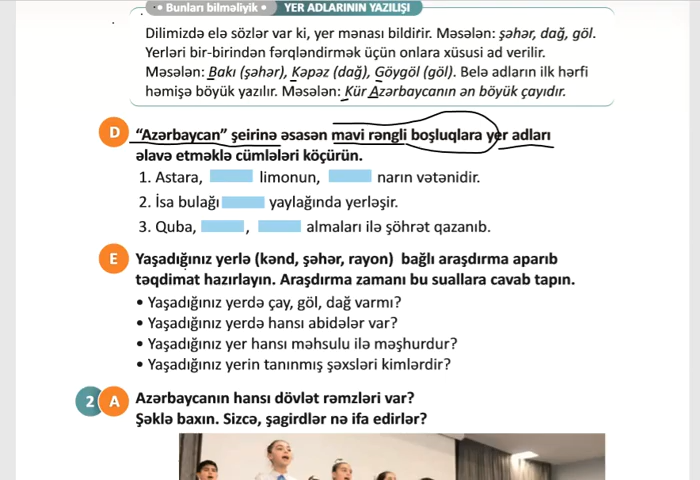 • Bunları bilməliyik • YER ADLARININ YAZILIŞI
Dilimizdə elə sözlər var ki, yer mənası bildirir. Məsələn: şəhər, dağ, göl.
Yerləri bir-birindən fərqləndirmək üçün onlara xüsusi ad verilir.
Məsələn: Bakı (şəhər), Kəpəz (dağ), Göygöl (göl). Belə adların ilk hərfi
həmişə böyük yazılır. Məsələn: Kür Azərbaycanın ən böyük çayıdır.
D "Azərbaycan" şeirinə əsasən mavi rəngli boşluqlara yer adları
əlavə etməklə cümlələri köçürün.
1. Astara, limonun, narın vətənidir.
2. İsa bulağı yaylağında yerləşir.
3. Quba, , almaları ilə şöhrət qazanıb.
E Yaşadığınız yerlə (kənd, şəhər, rayon) bağlı araşdırma aparıb
təqdimat hazırlayın. Araşdırma zamanı bu suallara cavab tapın.
• Yaşadığınız yerdə çay, göl, dağ varmı?
• Yaşadığınız yerdə hansı abidələr var?
• Yaşadığınız yer hansı məhsulu ilə məşhurdur?
• Yaşadığınız yerin tanınmış şəxsləri kimlərdir?
2 A Azərbaycanın hansı dövlət rəmzləri var?
Şəklə baxın. Sizcə, şagirdlər nə ifa edirlər?